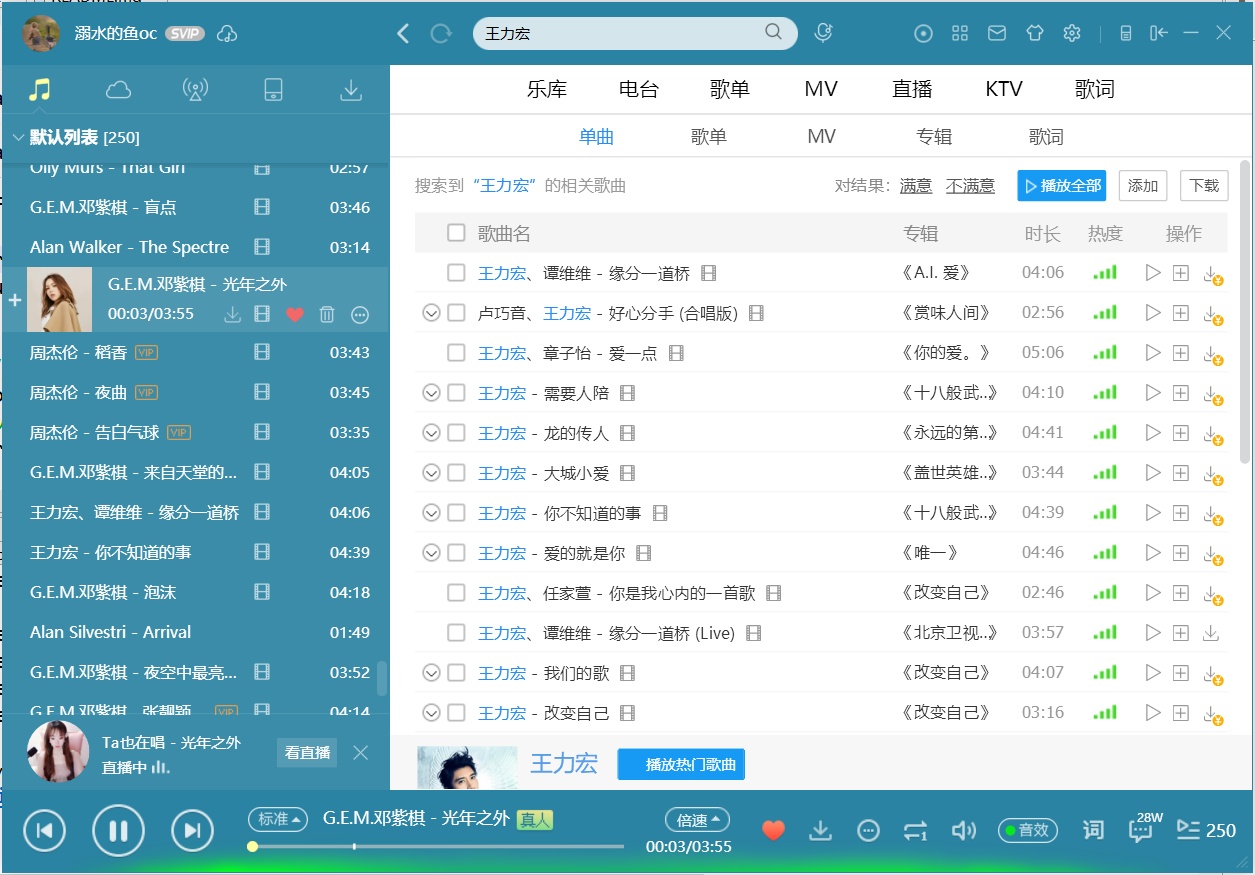 溺水的鱼oc SVIP
王力宏
默认列表 [250]
Olly Murs - That Girl 02:57
G.E.M.邓紫棋 - 盲点 03:46
Alan Walker - The Spectre 03:14
G.E.M.邓紫棋 - 光年之外
00:03/03:55
周杰伦 - 稻香 VIP 03:43
周杰伦 - 夜曲 VIP 03:45
周杰伦 - 告白气球 VIP 03:35
G.E.M.邓紫棋 - 来自天堂的... 04:05
王力宏、谭维维 - 缘分一道桥 04:06
王力宏 - 你不知道的事 04:39
G.E.M.邓紫棋 - 泡沫 04:18
Alan Silvestri - Arrival 01:49
G.E.M.邓紫棋 - 夜空中最亮... 03:52
G.E.M.邓紫棋、张靓颖 VIP 04:14
Ta也在唱 - 光年之外
直播中
看直播
乐库 电台 歌单 MV 直播 KTV 歌词
单曲 歌单 MV 专辑 歌词
搜索到“王力宏”的相关歌曲 对结果： 满意 不满意 播放全部 添加 下载
歌曲名 专辑 时长 热度 操作
王力宏、谭维维 - 缘分一道桥 《A.I. 爱》 04:06
卢巧音、王力宏 - 好心分手 (合唱版) 《赏味人间》 02:56
王力宏、章子怡 - 爱一点 《你的爱。》 05:06
王力宏 - 需要人陪 《十八般武..》 04:10
王力宏 - 龙的传人 《永远的第..》 04:41
王力宏 - 大城小爱 《盖世英雄..》 03:44
王力宏 - 你不知道的事 《十八般武..》 04:39
王力宏 - 爱的就是你 《唯一》 04:46
王力宏、任家萱 - 你是我心内的一首歌 《改变自己》 02:46
王力宏、谭维维 - 缘分一道桥 (Live) 《北京卫视..》 03:57
王力宏 - 我们的歌 《改变自己》 04:07
王力宏 - 改变自己 《改变自己》 03:16
王力宏 播放热门歌曲
标准 G.E.M.邓紫棋 - 光年之外 真人 倍速
00:03/03:55
音效 词 28W 250